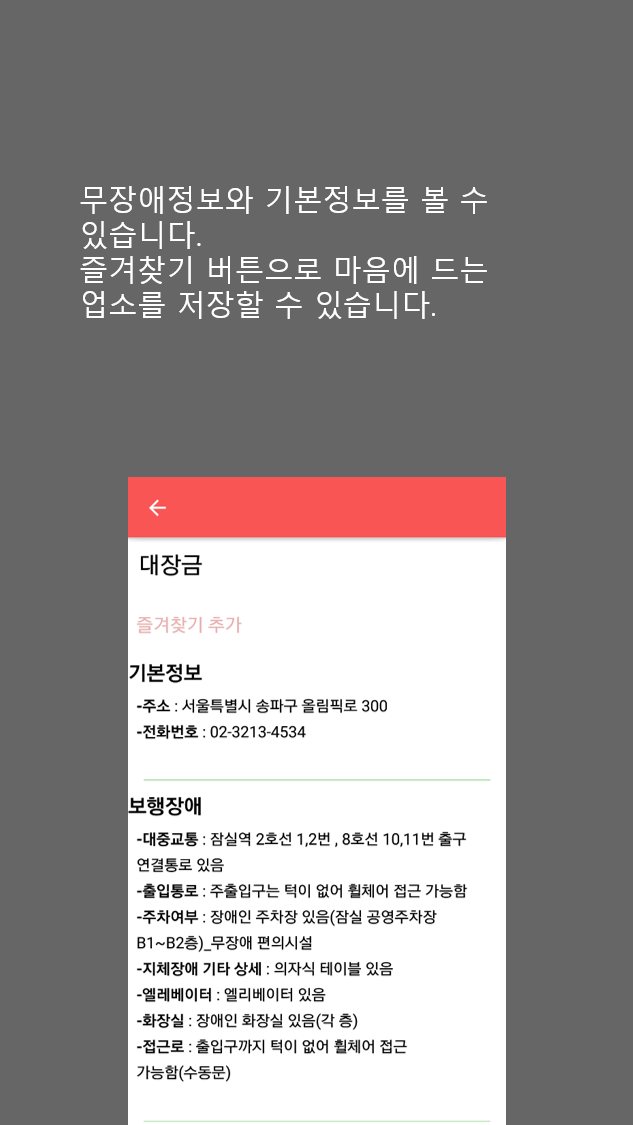 무장애정보와 기본정보를 볼 수
있습니다.
즐겨찾기 버튼으로 마음에 드는
업소를 저장할 수 있습니다.
대장금
즐겨찾기 추가
기본정보
-주소 : 서울특별시 송파구 올림픽로 300
-전화번호 : 02-3213-4534
보행장애
-대중교통 : 잠실역 2호선 1,2번 , 8호선 10,11번 출구
연결통로 있음
-출입통로 : 주출입구는 턱이 없어 휠체어 접근 가능함
-주차여부 : 장애인 주차장 있음(잠실 공영주차장
B1~B2층)_무장애 편의시설
-지체장애 기타 상세 : 의자식 테이블 있음
-엘레베이터 : 엘리베이터 있음
-화장실 : 장애인 화장실 있음(각 층)
-접근로 : 출입구까지 턱이 없어 휠체어 접근
가능함(수동문)